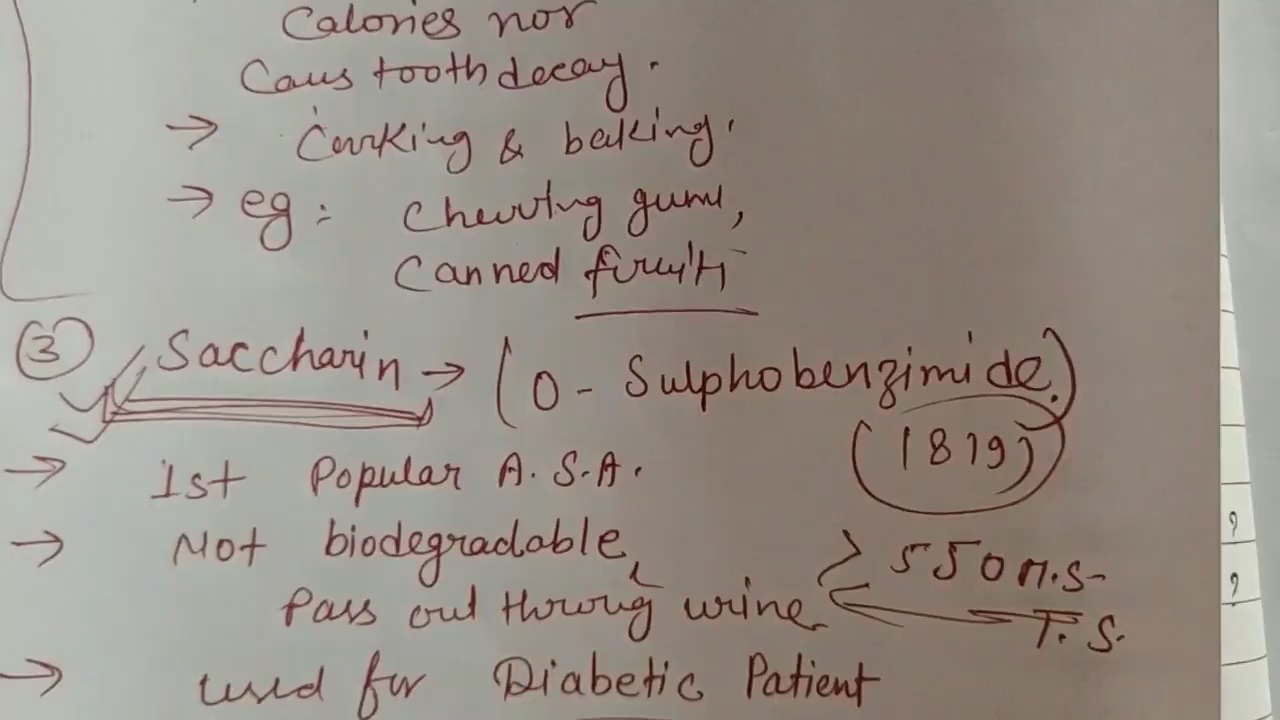 Calories nor
Caus tooth decay.
→ Cooking & baking.
→ eg: Chewing gum,
Canned fruits
③ Saccharin → (O - Sulphobenzimide)
(1879)
→ 1st Popular A.S.A.
→ Not biodegradable,
> 550 M.S-
Pass out throug urine
T.S.
→ used for Diabetic Patient